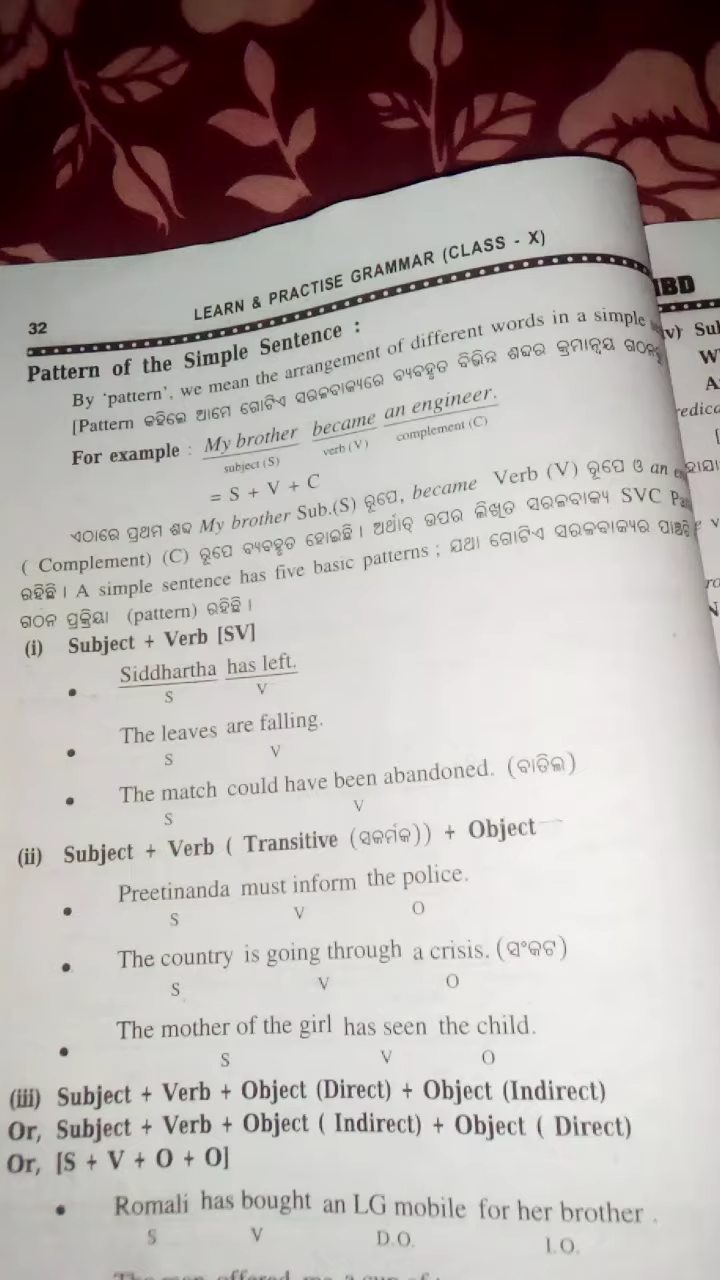 32
LEARN & PRACTISE GRAMMAR (CLASS - X)
Pattern of the Simple Sentence :
By 'pattern', we mean the arrangement of different words in a simple
[Pattern କହିଲେ ଆମେ ଗୋଟିଏ ସରଳବାକ୍ୟରେ ବ୍ୟବହୃତ ବିଭିନ୍ନ ଶବ୍ଦର କ୍ରମାନ୍ୱୟ
For example : My brother became an engineer.
subject (S) verb (V) complement (C)
= S + V + C
ଏଠାରେ ପ୍ରଥମ ଶବ୍ଦ My brother Sub.(S) ରୂପେ, became Verb (V) ରୂପେ ଓ an
( Complement) (C) ରୂପେ ବ୍ୟବହୃତ ହୋଇଛି । ଅର୍ଥାତ୍ ଉପର ଲିଖିତ ସରଳବାକ୍ୟ SVC
ରହିଛି । A simple sentence has five basic patterns ; ଯଥା ଗୋଟିଏ ସରଳବାକ୍ୟର
ଗଠନ ପ୍ରକ୍ରିୟା (pattern) ରହିଛି ।
(i) Subject + Verb [SV]
• Siddhartha has left.
S V
• The leaves are falling.
S V
• The match could have been abandoned. (ବାତିଲ)
S V
(ii) Subject + Verb ( Transitive (ସକର୍ମକ)) + Object
• Preetinanda must inform the police.
S V O
• The country is going through a crisis. (ସଂକଟ)
S V O
• The mother of the girl has seen the child.
S V O
(iii) Subject + Verb + Object (Direct) + Object (Indirect)
Or, Subject + Verb + Object ( Indirect) + Object ( Direct)
Or, [S + V + O + O]
• Romali has bought an LG mobile for her brother .
S V D.O. I.O.